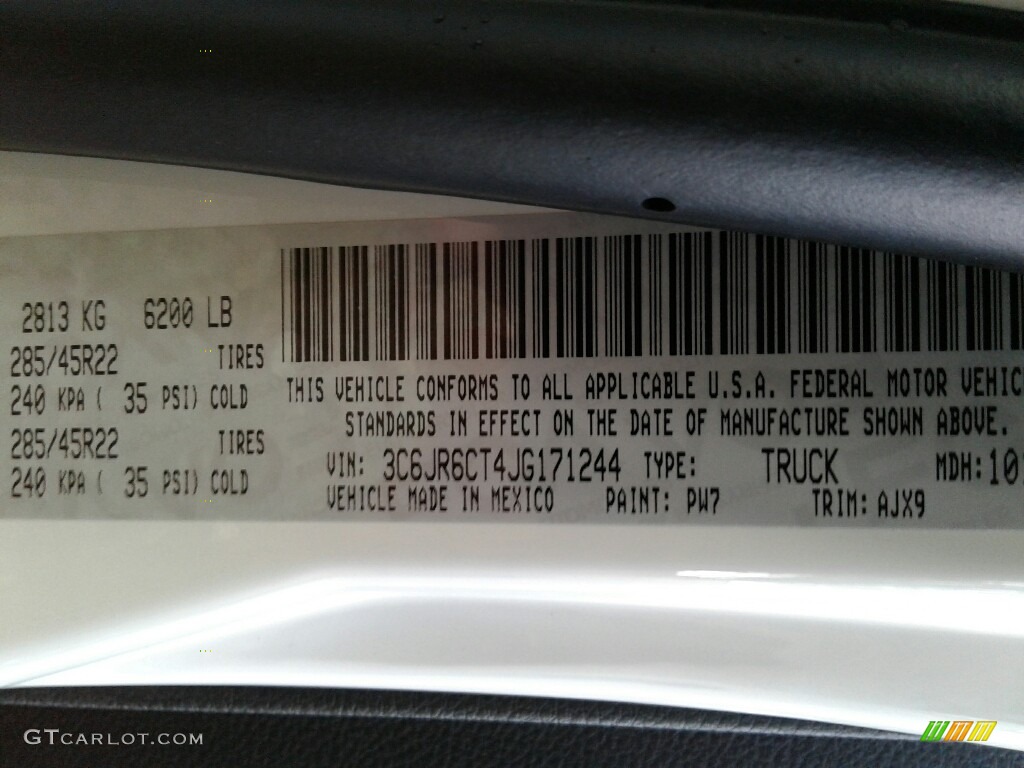 2813 KG 6200 LB
285/45R22 TIRES
240 KPA ( 35 PSI) COLD
285/45R22 TIRES
240 KPA ( 35 PSI) COLD
THIS VEHICLE CONFORMS TO ALL APPLICABLE U.S.A. FEDERAL MOTOR VEHIC
STANDARDS IN EFFECT ON THE DATE OF MANUFACTURE SHOWN ABOVE.
VIN: 3C6JR6CT4JG171244 TYPE: TRUCK MDH: 101
VEHICLE MADE IN MEXICO PAINT: PW7 TRIM: AJX9
GTCARLOT.COM